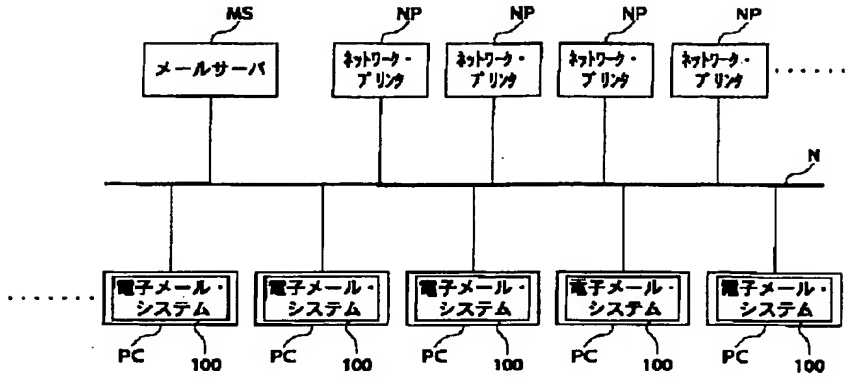 MS NP NP NP NP
メールサーバ
ネットワーク・
プリンタ
ネットワーク・
プリンタ
ネットワーク・
プリンタ
ネットワーク・
プリンタ
N
電子メール・
システム
電子メール・
システム
電子メール・
システム
電子メール・
システム
電子メール・
システム
PC 100 PC 100 PC 100 PC 100 PC 100